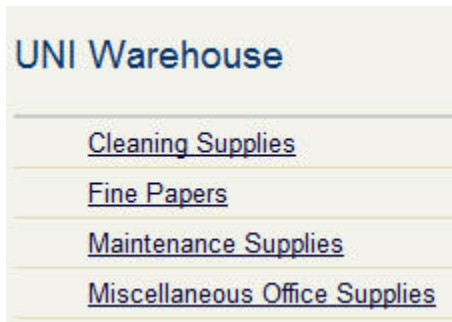 UNI Warehouse
Cleaning Supplies
Fine Papers
Maintenance Supplies
Miscellaneous Office Supplies